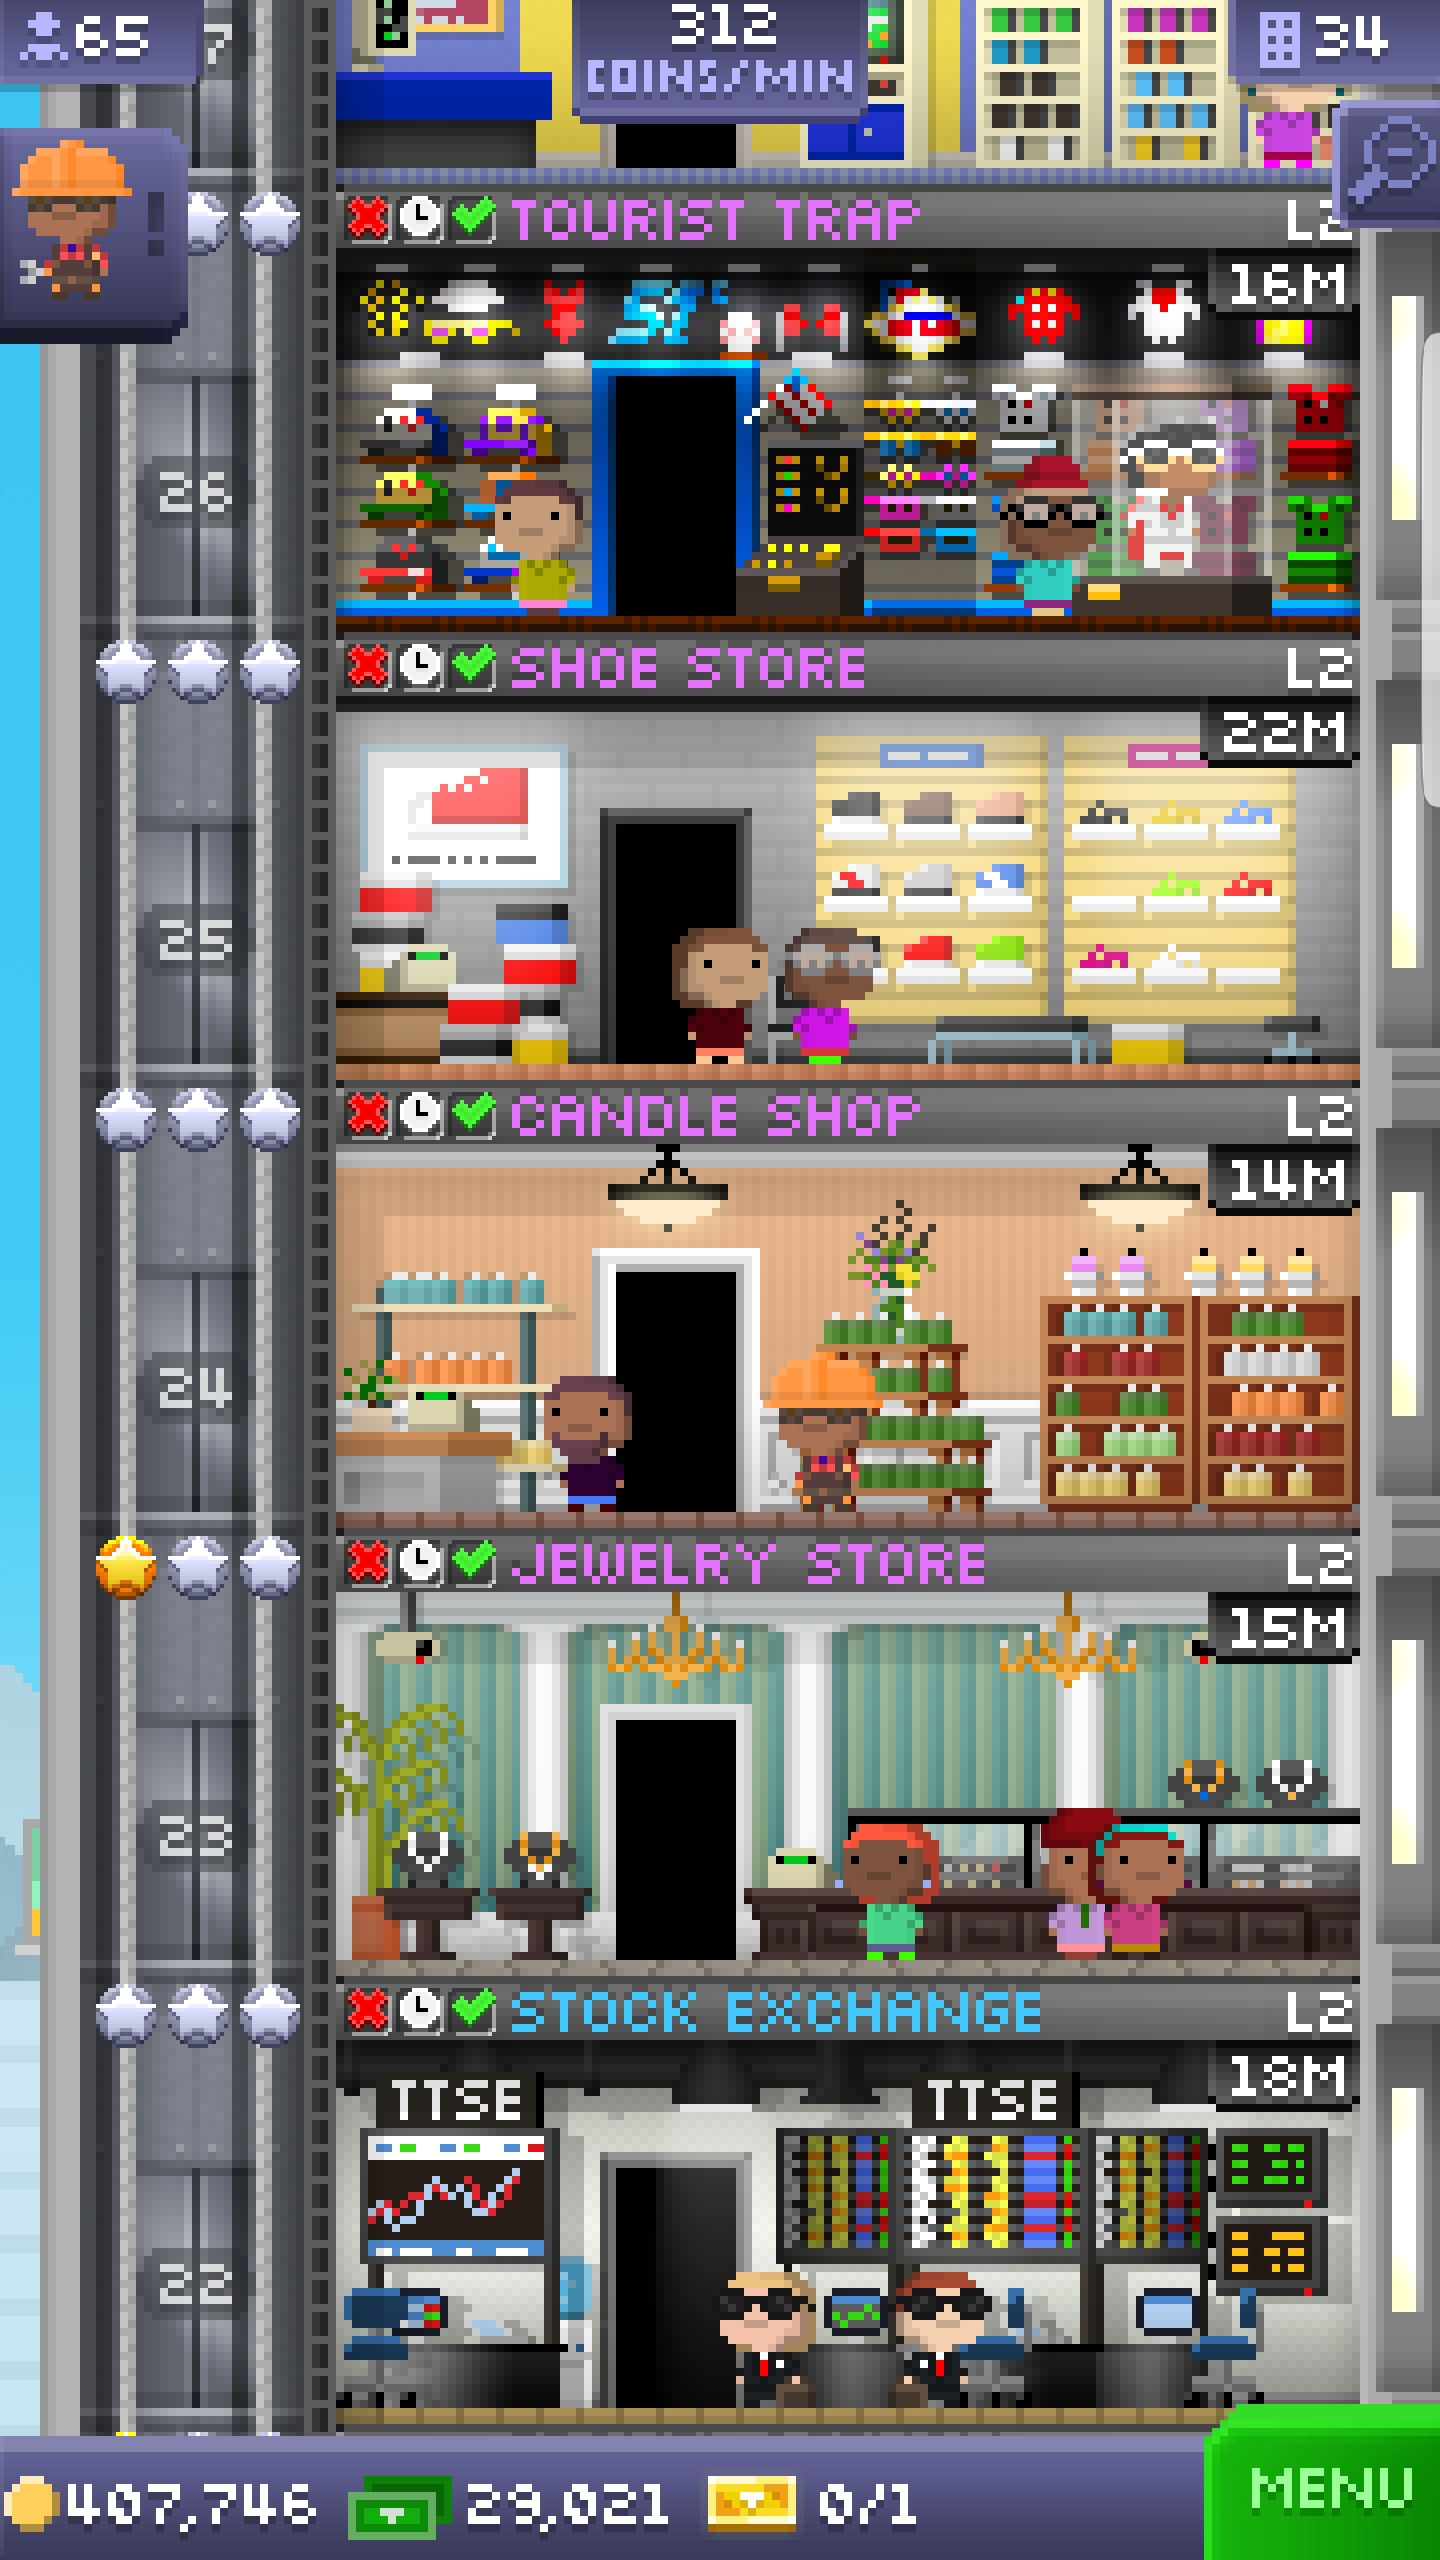 65
7
312
COINS/MIN
34
TOURIST TRAP
L2
16M
26
SHOE STORE
L2
22M
25
CANDLE SHOP
L2
14M
24
JEWELRY STORE
L2
15M
23
STOCK EXCHANGE
L2
18M
TTSE
TTSE
22
407,746
29,021
0/1
MENU